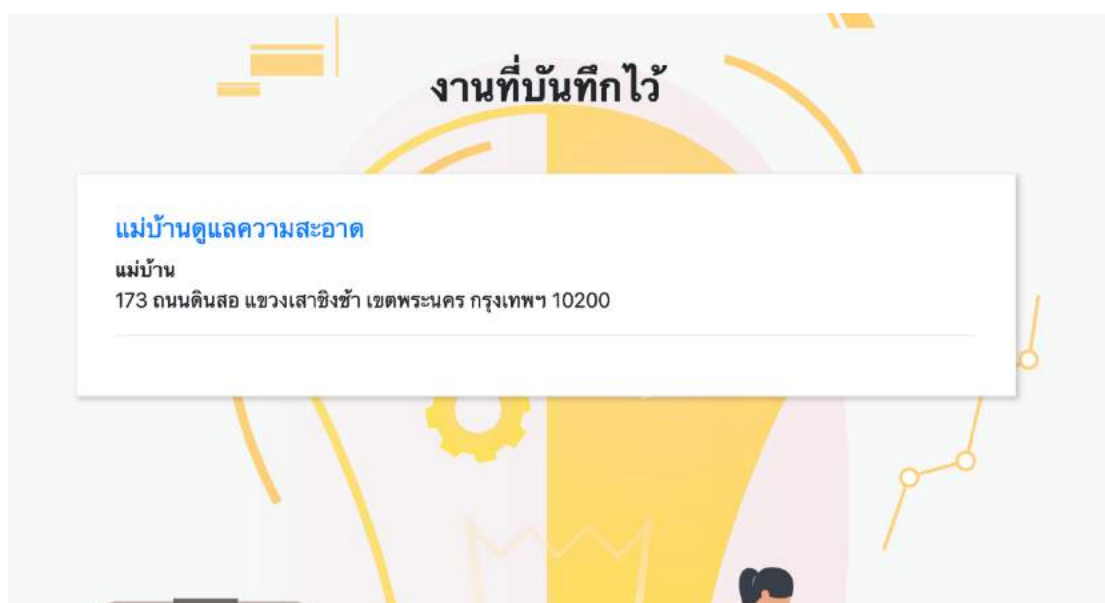 งานที่บันทึกไว้
แม่บ้านดูแลความสะอาด
แม่บ้าน
173 ถนนดินสอ แขวงเสาชิงช้า เขตพระนคร กรุงเทพฯ 10200